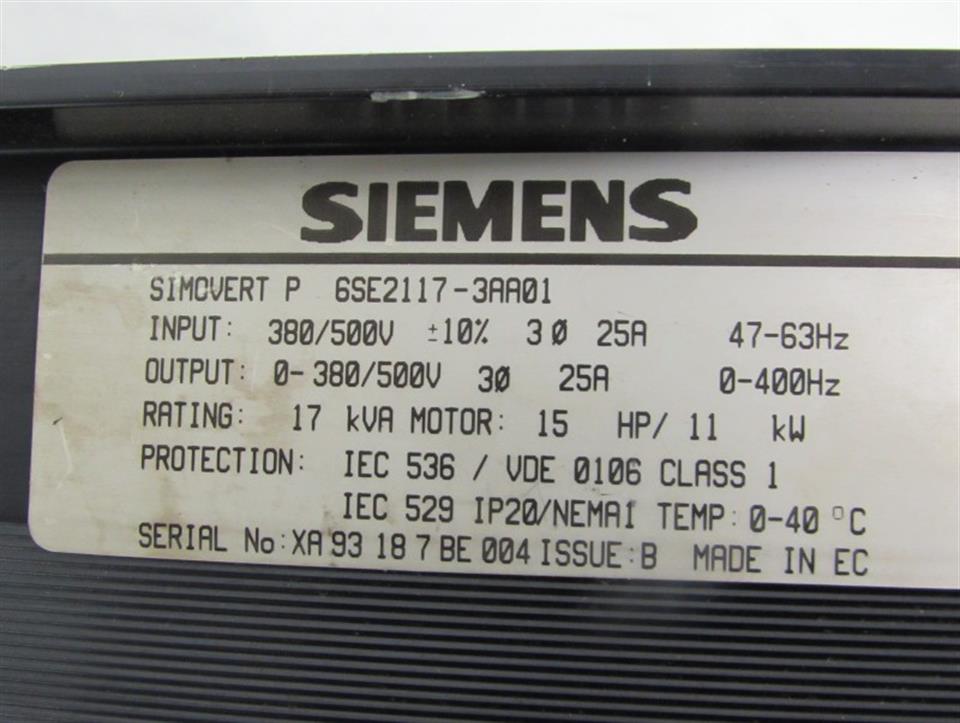 SIEMENS
SIMOVERT P 6SE2117-3AA01
INPUT: 380/500V ±10% 3Ø 25A 47-63Hz
OUTPUT: 0-380/500V 3Ø 25A 0-400Hz
RATING: 17 kVA MOTOR: 15 HP/ 11 kW
PROTECTION: IEC 536 / VDE 0106 CLASS 1
IEC 529 IP20/NEMA1 TEMP: 0-40 °C
SERIAL No:XA 93 18 7 BE 004 ISSUE:B MADE IN EC